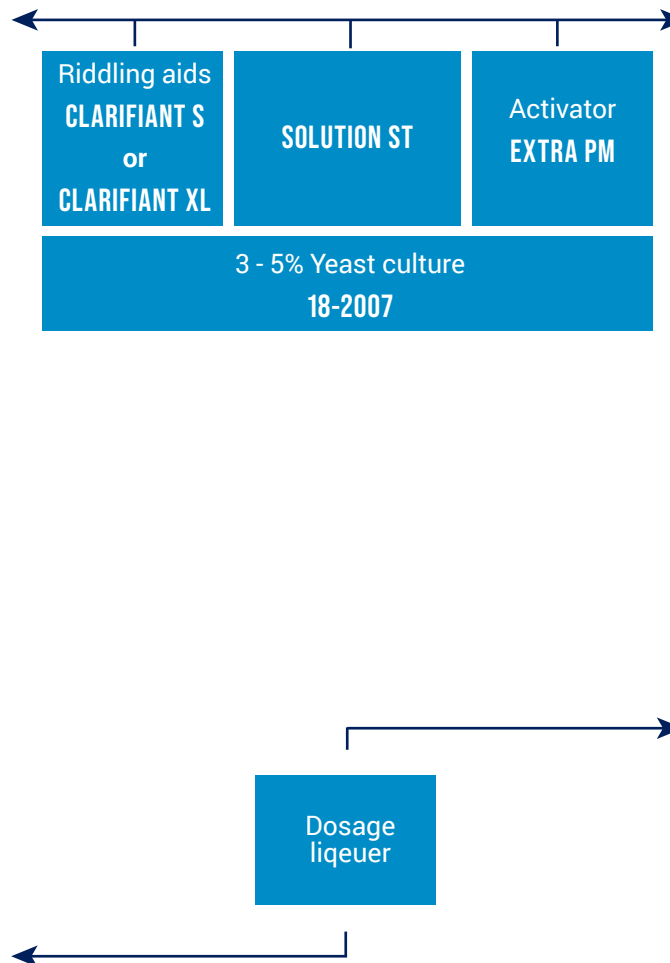 Riddling aids
CLARIFIANT S
or
CLARIFIANT XL
SOLUTION ST
Activator
EXTRA PM
3 - 5% Yeast culture
18-2007
Dosage
liqeuer